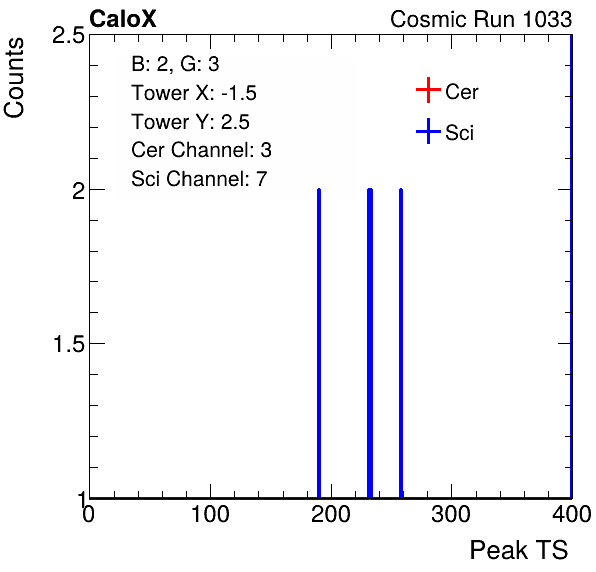 CaloX Cosmic Run 1033
Counts
2.5
2
1.5
1
B: 2, G: 3
Tower X: -1.5
Tower Y: 2.5
Cer Channel: 3
Sci Channel: 7
Cer
Sci
0 100 200 300 400
Peak TS